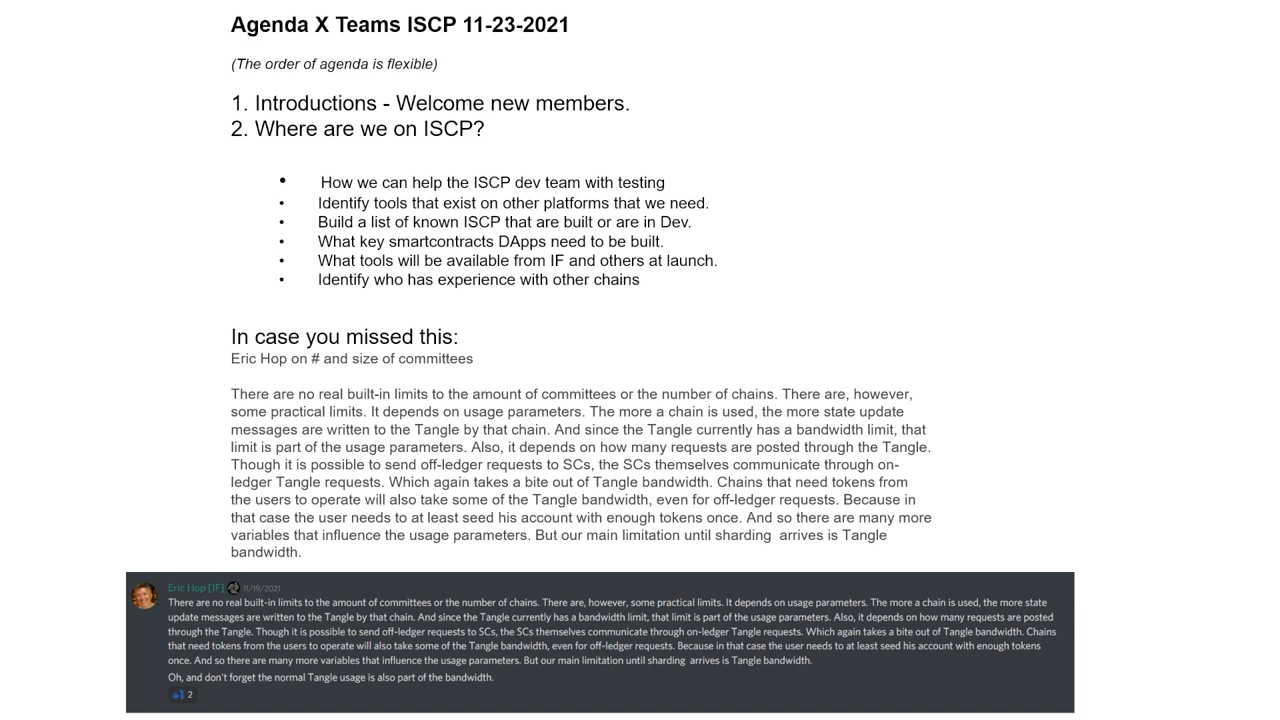 Agenda X Teams ISCP 11-23-2021
(The order of agenda is flexible)
1. Introductions - Welcome new members.
2. Where are we on ISCP?
• How we can help the ISCP dev team with testing
• Identify tools that exist on other platforms that we need.
• Build a list of known ISCP that are built or are in Dev.
• What key smartcontracts DApps need to be built.
• What tools will be available from IF and others at launch.
• Identify who has experience with other chains
In case you missed this:
Eric Hop on # and size of committees
There are no real built-in limits to the amount of committees or the number of chains. There are, however,
some practical limits. It depends on usage parameters. The more a chain is used, the more state update
messages are written to the Tangle by that chain. And since the Tangle currently has a bandwidth limit, that
limit is part of the usage parameters. Also, it depends on how many requests are posted through the Tangle.
Though it is possible to send off-ledger requests to SCs, the SCs themselves communicate through on-
ledger Tangle requests. Which again takes a bite out of Tangle bandwidth. Chains that need tokens from
the users to operate will also take some of the Tangle bandwidth, even for off-ledger requests. Because in
that case the user needs to at least seed his account with enough tokens once. And so there are many more
variables that influence the usage parameters. But our main limitation until sharding arrives is Tangle
bandwidth.
Eric Hop [IF] 11/19/2021
There are no real built-in limits to the amount of committees or the number of chains. There are, however, some practical limits. It depends on usage parameters. The more a chain is used, the more state
update messages are written to the Tangle by that chain. And since the Tangle currently has a bandwidth limit, that limit is part of the usage parameters. Also, it depends on how many requests are posted
through the Tangle. Though it is possible to send off-ledger requests to SCs, the SCs themselves communicate through on-ledger Tangle requests. Which again takes a bite out of Tangle bandwidth. Chains
that need tokens from the users to operate will also take some of the Tangle bandwidth, even for off-ledger requests. Because in that case the user needs to at least seed his account with enough tokens
once. And so there are many more variables that influence the usage parameters. But our main limitation until sharding arrives is Tangle bandwidth.
Oh, and don't forget the normal Tangle usage is also part of the bandwidth.
+1 2